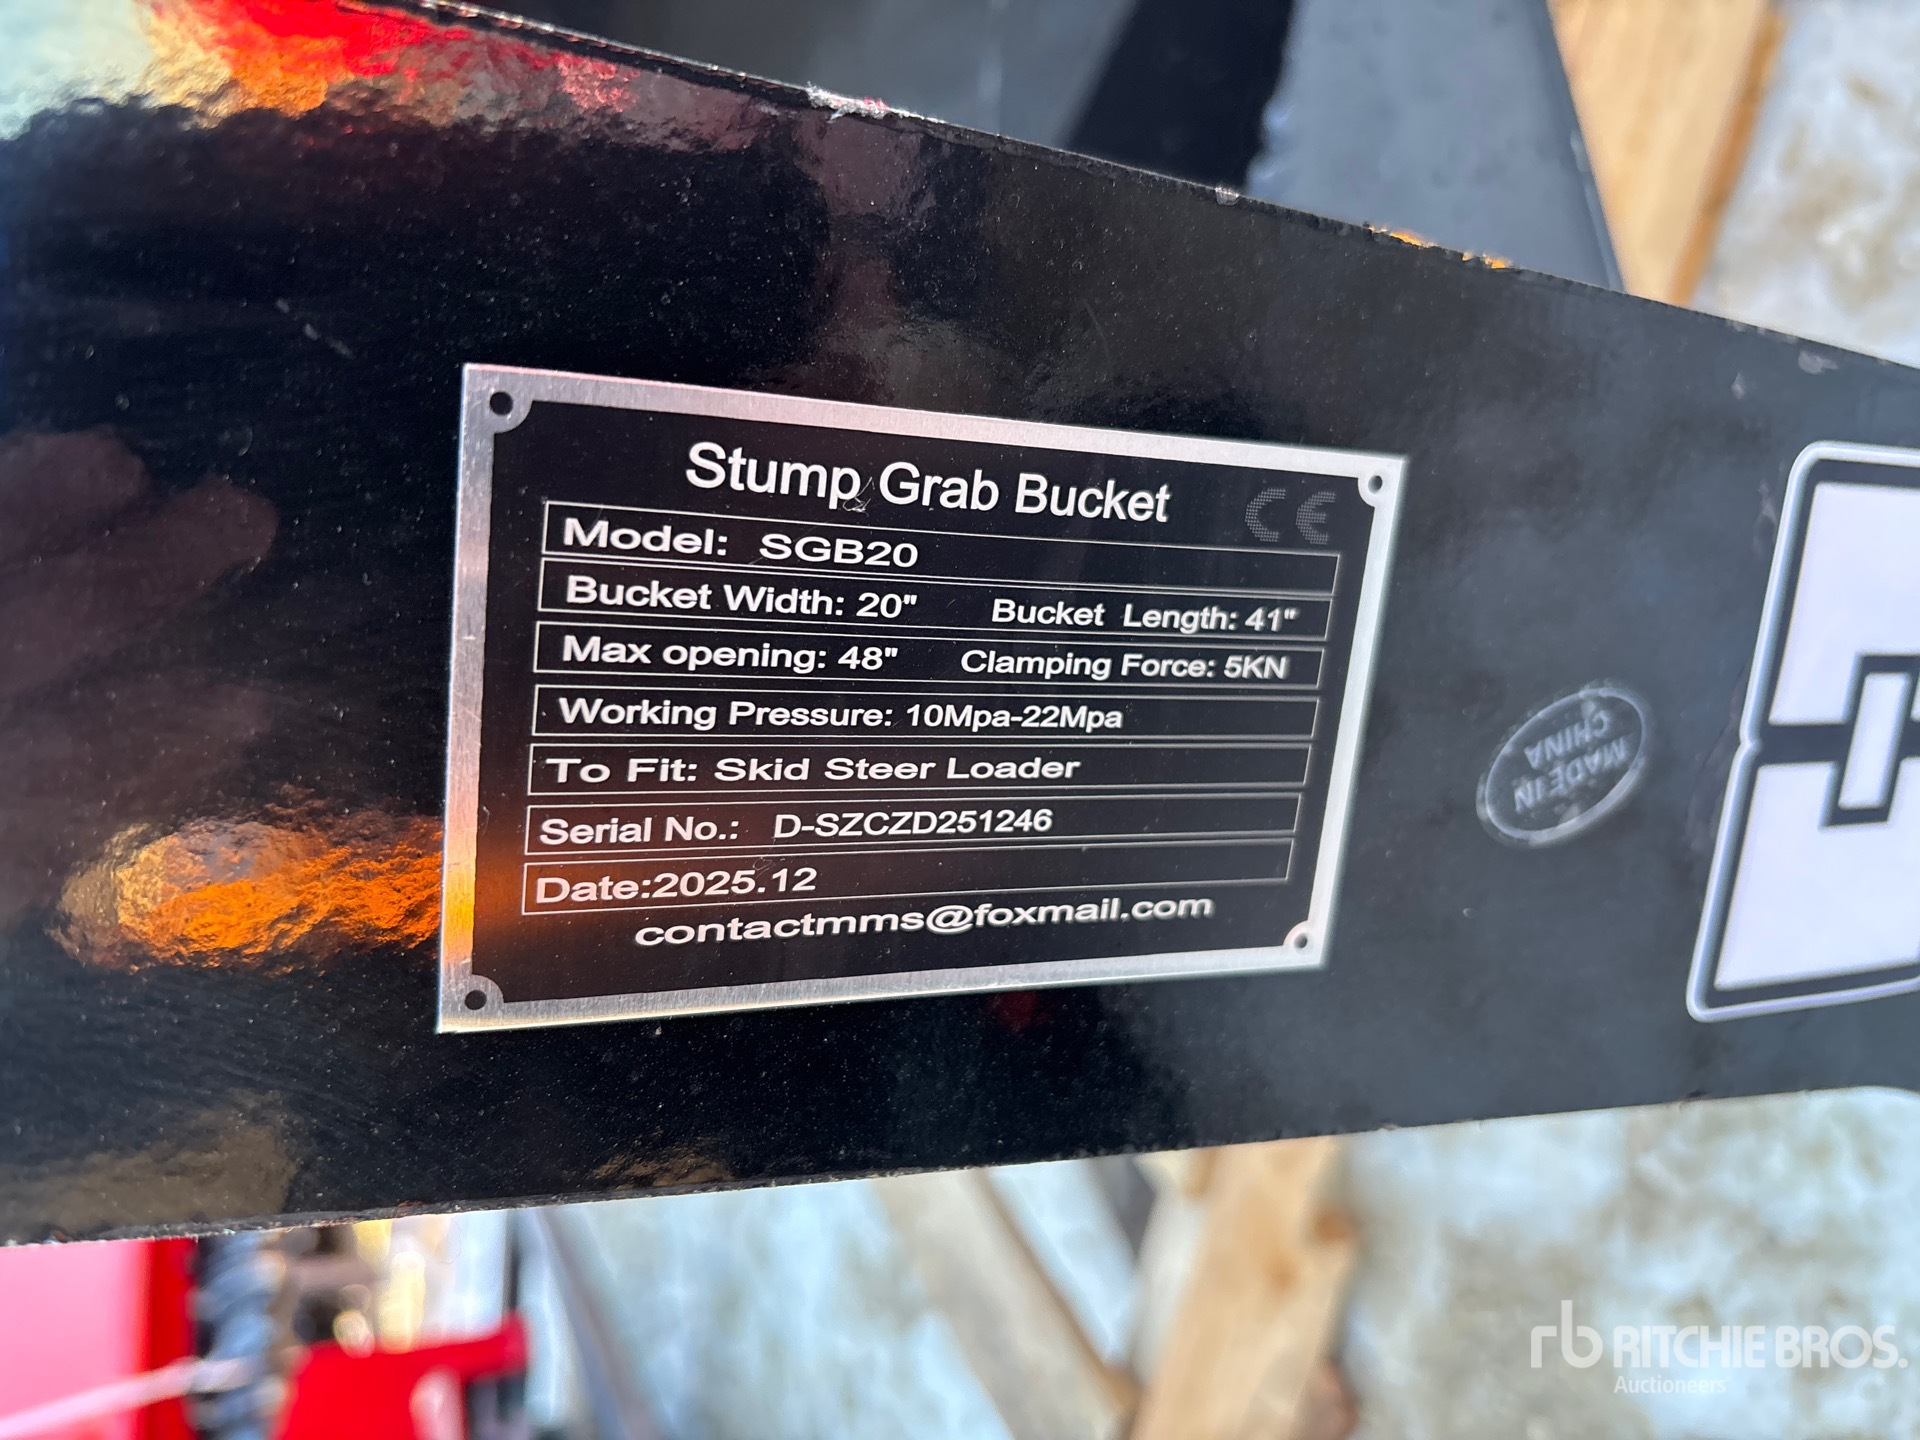 Stump Grab Bucket CE
Model: SGB20
Bucket Width: 20" Bucket Length: 41"
Max opening: 48" Clamping Force: 5KN
Working Pressure: 10Mpa-22Mpa
To Fit: Skid Steer Loader
Serial No.: D-SZCZD251246
Date:2025.12
contactmms@foxmail.com
MADE IN
CHINA
rb RITCHIE BROS.
Auctioneers